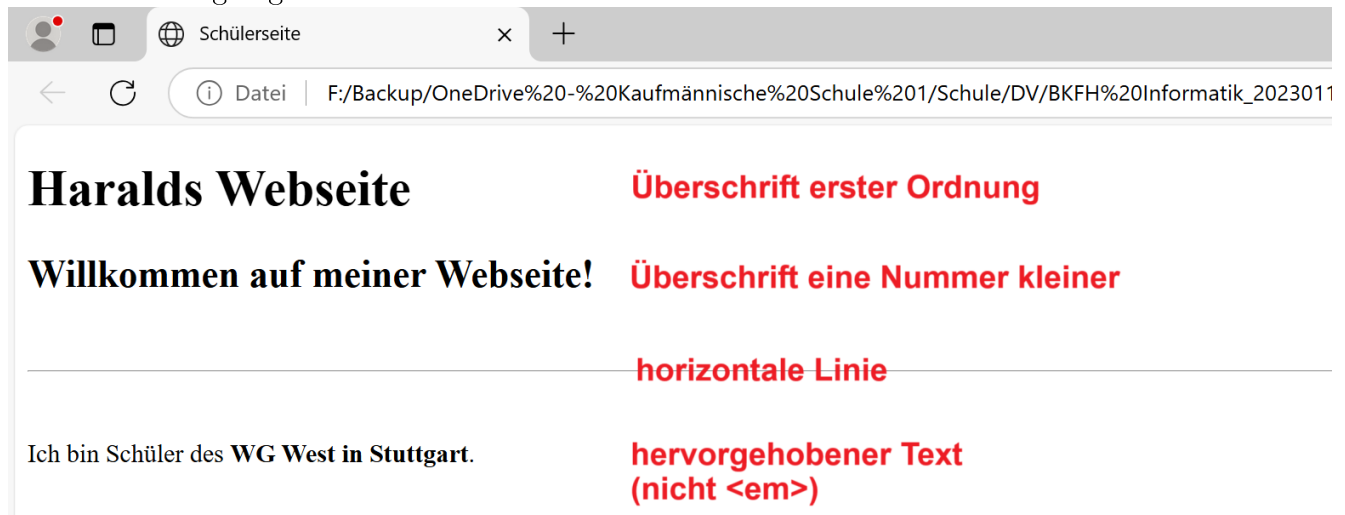 Schülerseite
Datei F:/Backup/OneDrive%20-%20Kaufmännische%20Schule%201/Schule/DV/BKFH%20Informatik_2023011
Haralds Webseite Überschrift erster Ordnung
Willkommen auf meiner Webseite! Überschrift eine Nummer kleiner
horizontale Linie
Ich bin Schüler des WG West in Stuttgart. hervorgehobener Text
(nicht <em>)